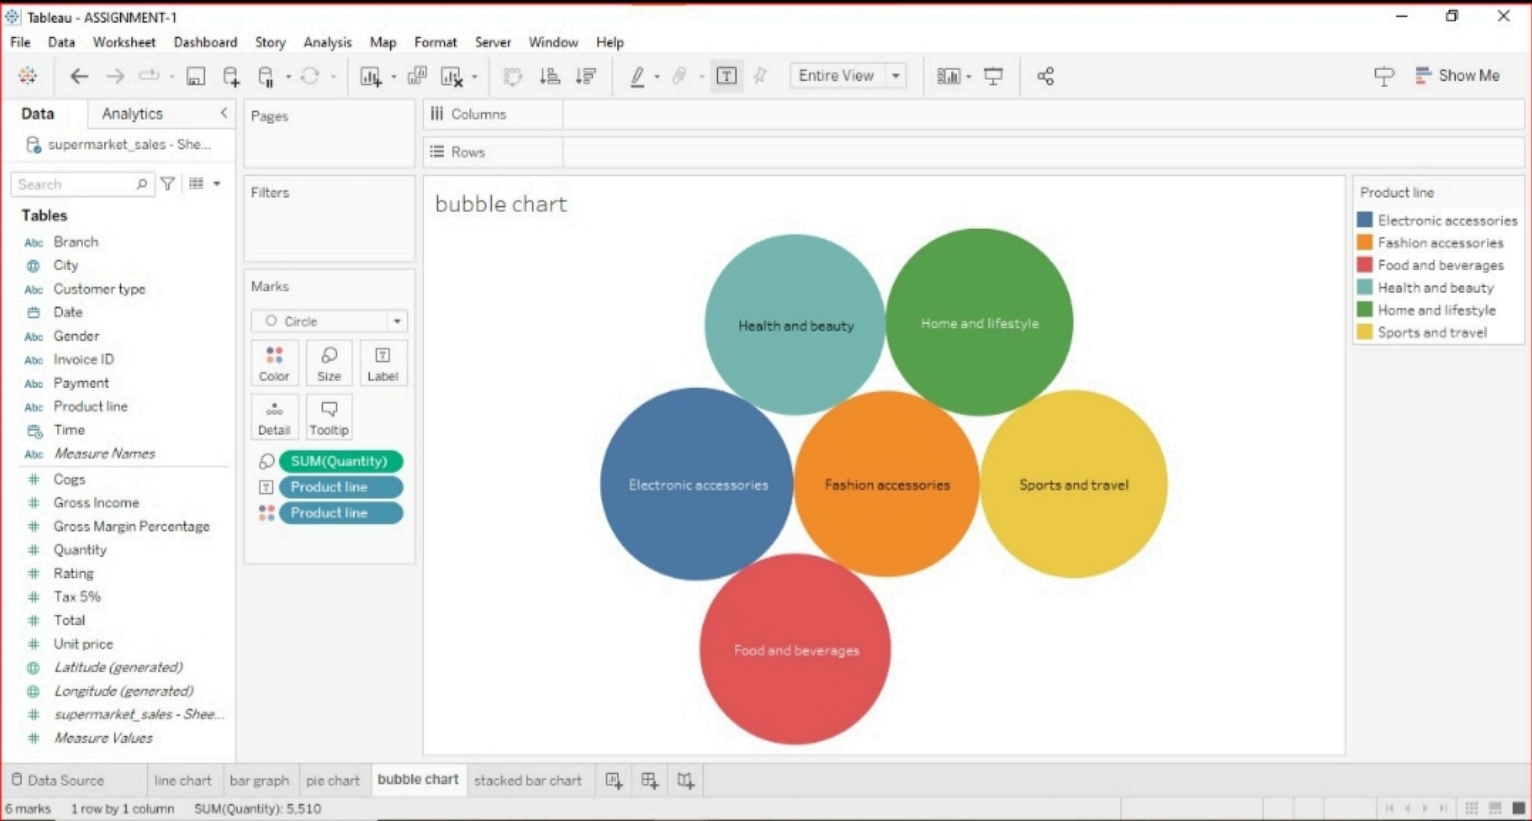 Tableau - ASSIGNMENT-1
File Data Worksheet Dashboard Story Analysis Map Format Server Window Help
Entire View
Show Me
Data Analytics
supermarket_sales - She...
Search
Tables
Abc Branch
City
Abc Customer type
Date
Abc Gender
Abc Invoice ID
Abc Payment
Abc Product line
Time
Abc Measure Names
# Cogs
# Gross Income
# Gross Margin Percentage
# Quantity
# Rating
# Tax 5%
# Total
# Unit price
Latitude (generated)
Longitude (generated)
# supermarket_sales - Shee...
# Measure Values
Pages
Filters
Marks
Circle
Color Size Label
Detail Tooltip
SUM(Quantity)
Product line
Product line
Columns
Rows
bubble chart
Health and beauty
Home and lifestyle
Electronic accessories
Fashion accessories
Sports and travel
Food and beverages
Product line
Electronic accessories
Fashion accessories
Food and beverages
Health and beauty
Home and lifestyle
Sports and travel
Data Source line chart bar graph pie chart bubble chart stacked bar chart
6 marks 1 row by 1 column SUM(Quantity): 5,510